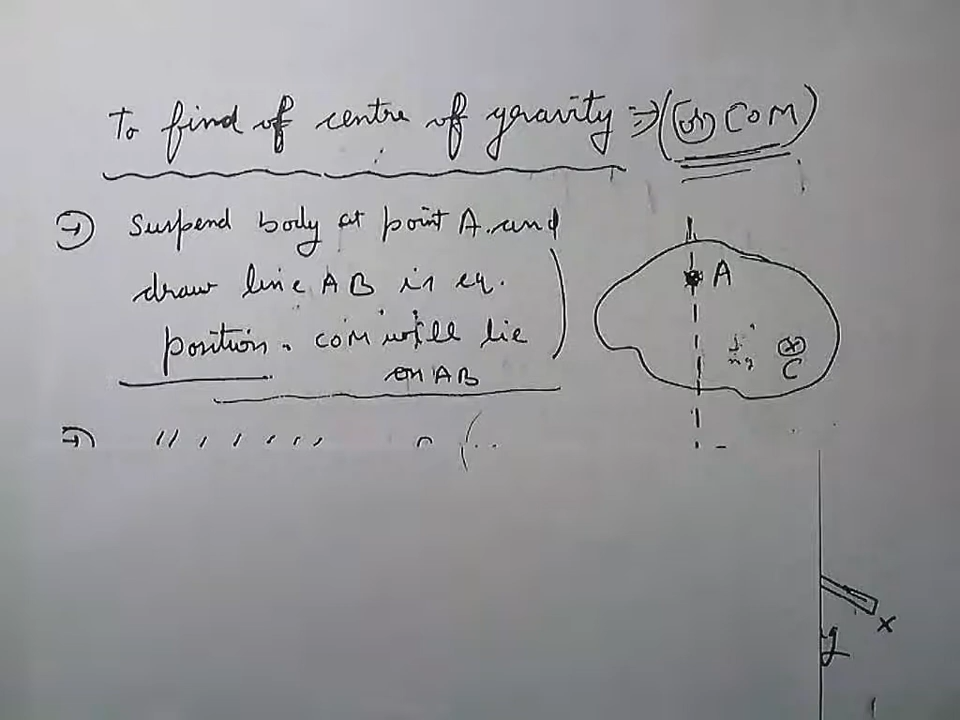 To find of centre of gravity ⇒ (or) COM)
→ Suspend body at point A. and
draw line AB in eq.
position. COM will lie
on AB
A
C
x
y